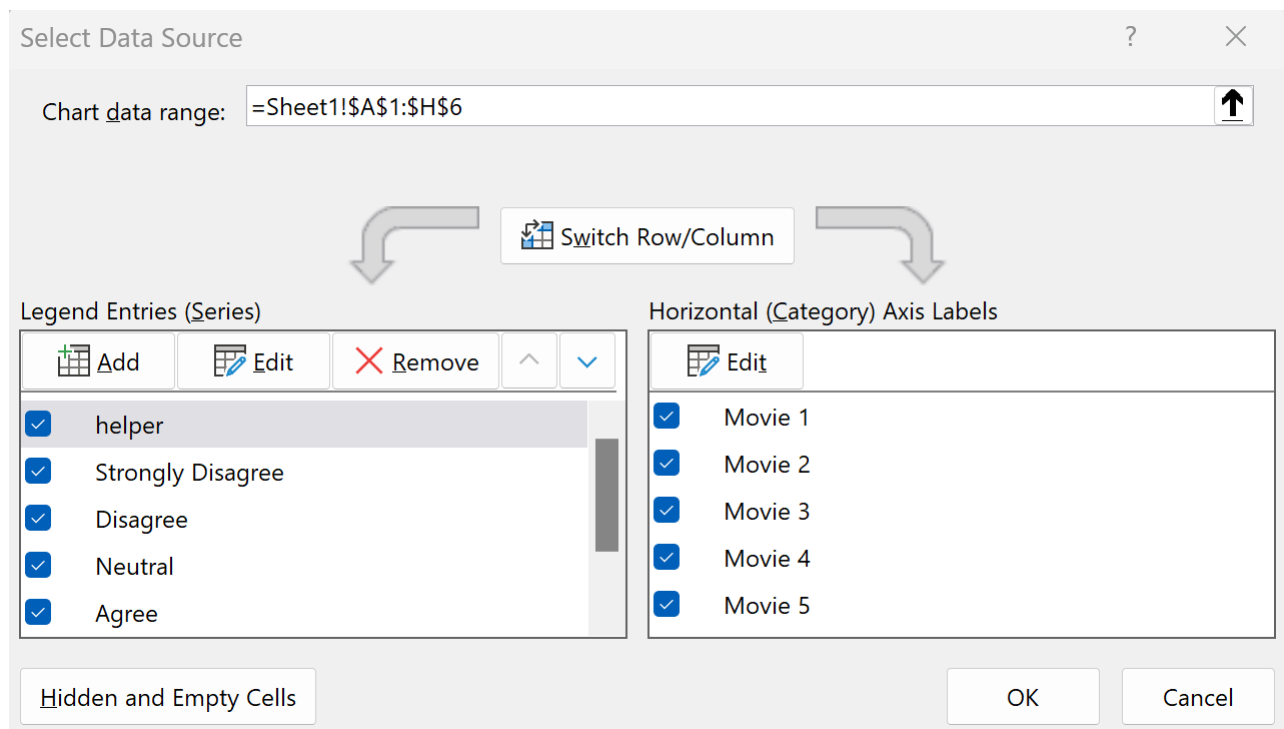 Select Data Source ?
Chart data range: =Sheet1!$A$1:$H$6
Switch Row/Column
Legend Entries (Series)
Add Edit Remove
helper
Strongly Disagree
Disagree
Neutral
Agree
Horizontal (Category) Axis Labels
Edit
Movie 1
Movie 2
Movie 3
Movie 4
Movie 5
Hidden and Empty Cells
OK Cancel